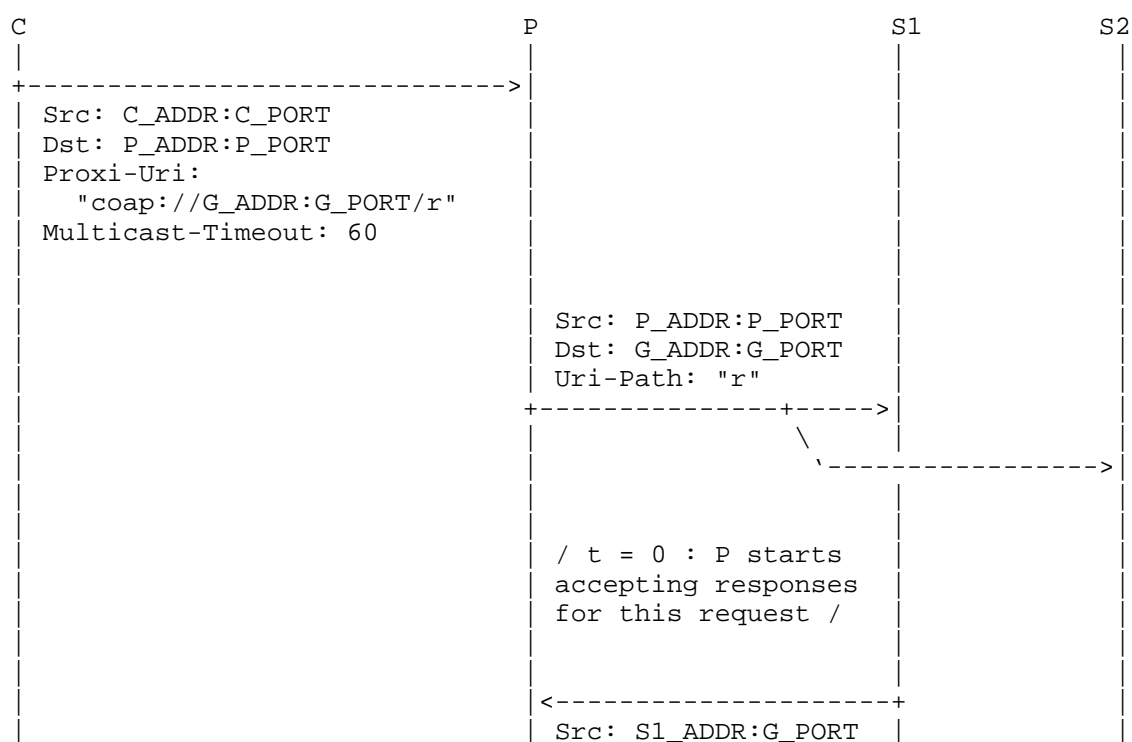 C P S1 S2
Src: C_ADDR:C_PORT
Dst: P_ADDR:P_PORT
Proxi-Uri:
"coap://G_ADDR:G_PORT/r"
Multicast-Timeout: 60
Src: P_ADDR:P_PORT
Dst: G_ADDR:G_PORT
Uri-Path: "r"
/ t = 0 : P starts
accepting responses
for this request /
Src: S1_ADDR:G_PORT